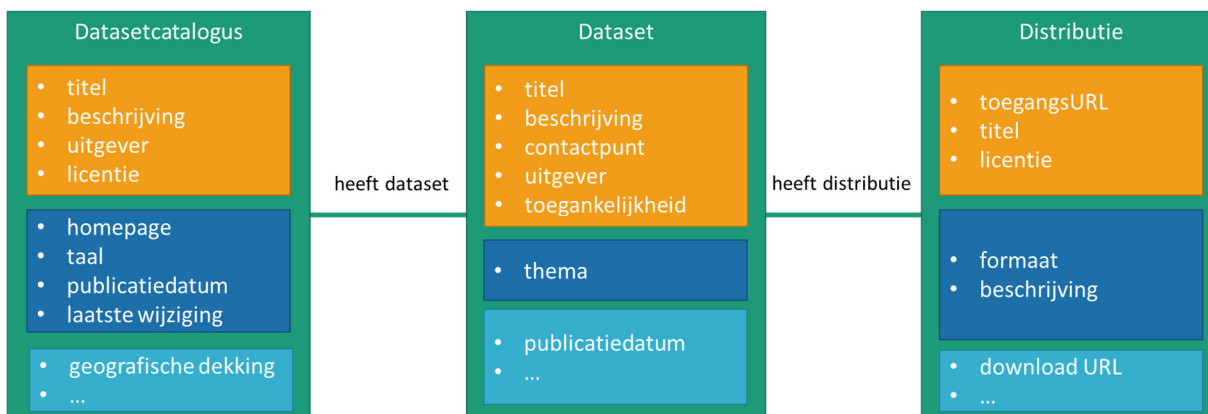 Datasetcatalogus
• titel
• beschrijving
• uitgever
• licentie
• homepage
• taal
• publicatiedatum
• laatste wijziging
• geografische dekking
• ...
heeft dataset
Dataset
• titel
• beschrijving
• contactpunt
• uitgever
• toegankelijkheid
• thema
• publicatiedatum
• ...
heeft distributie
Distributie
• toegangsURL
• titel
• licentie
• formaat
• beschrijving
• download URL
• ...